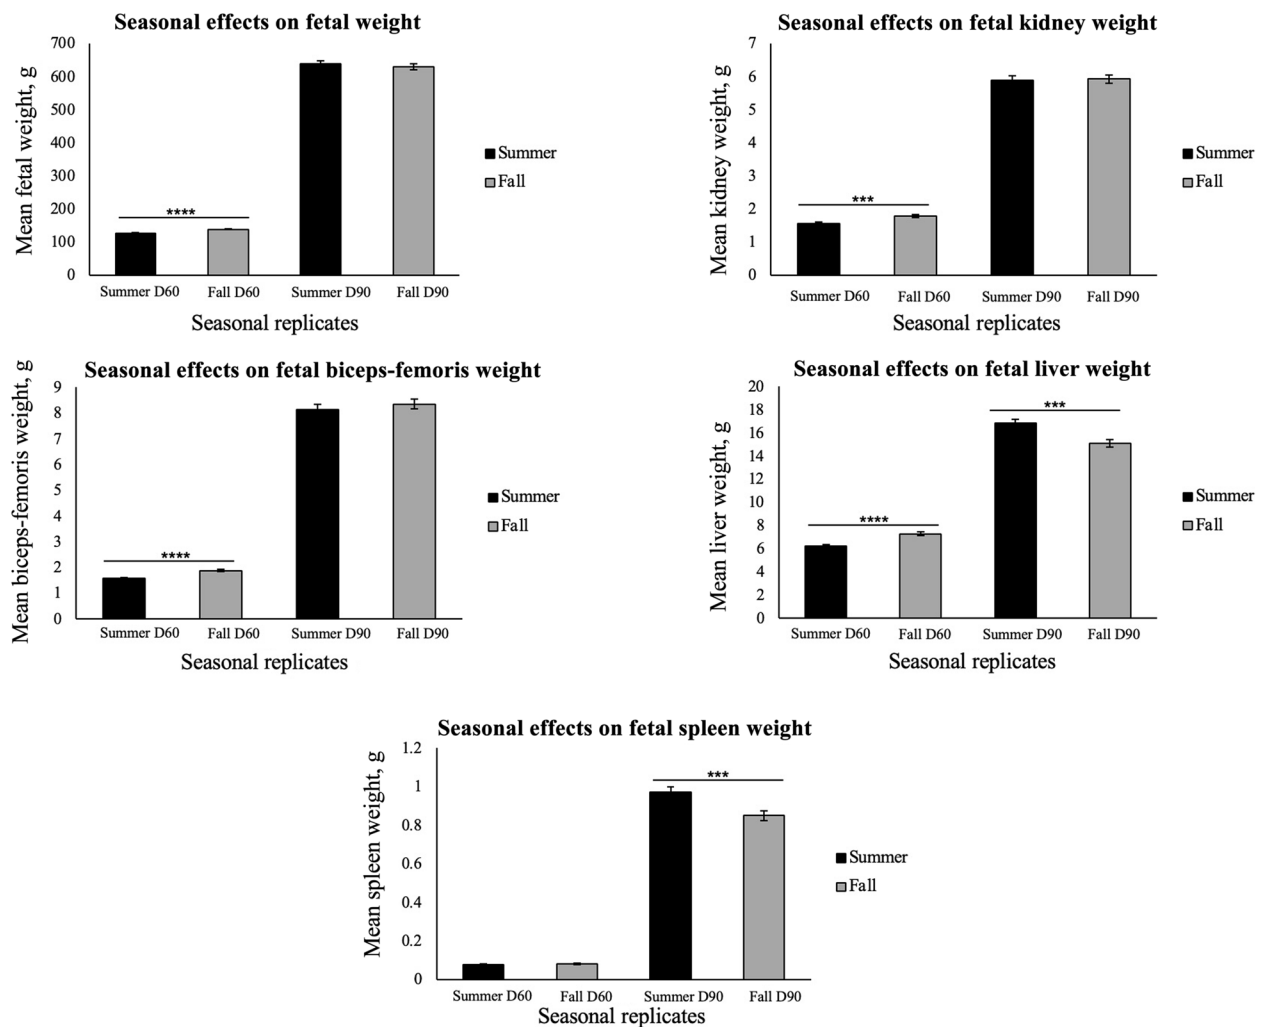 Seasonal effects on fetal weight
Mean fetal weight, g
700
600
500
400
300
200
100
0
****
Summer D60 Fall D60 Summer D90 Fall D90
Seasonal replicates
Summer
Fall
Seasonal effects on fetal kidney weight
Mean kidney weight, g
7
6
5
4
3
2
1
0
***
Summer D60 Fall D60 Summer D90 Fall D90
Seasonal replicates
Summer
Fall
Seasonal effects on fetal biceps-femoris weight
Mean biceps-femoris weight, g
9
8
7
6
5
4
3
2
1
0
****
Summer D60 Fall D60 Summer D90 Fall D90
Seasonal replicates
Summer
Fall
Seasonal effects on fetal liver weight
Mean liver weight, g
20
18
16
14
12
10
8
6
4
2
0
****
***
Summer D60 Fall D60 Summer D90 Fall D90
Seasonal replicates
Summer
Fall
Seasonal effects on fetal spleen weight
Mean spleen weight, g
1.2
1
0.8
0.6
0.4
0.2
0
***
Summer D60 Fall D60 Summer D90 Fall D90
Seasonal replicates
Summer
Fall